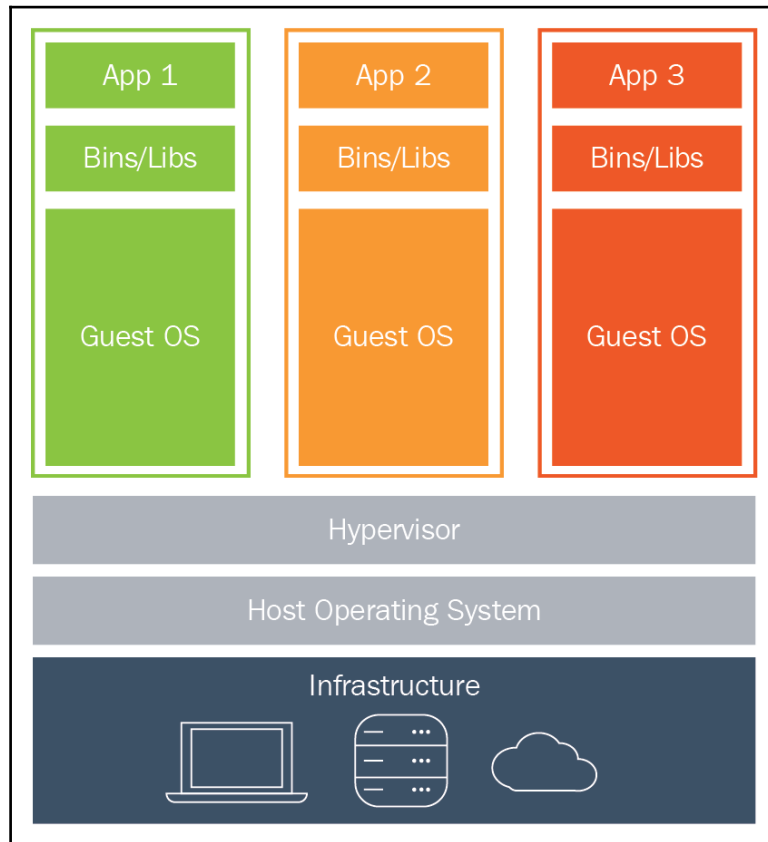 App 1
App 2
App 3
Bins/Libs
Bins/Libs
Bins/Libs
Guest OS
Guest OS
Guest OS
Hypervisor
Host Operating System
Infrastructure